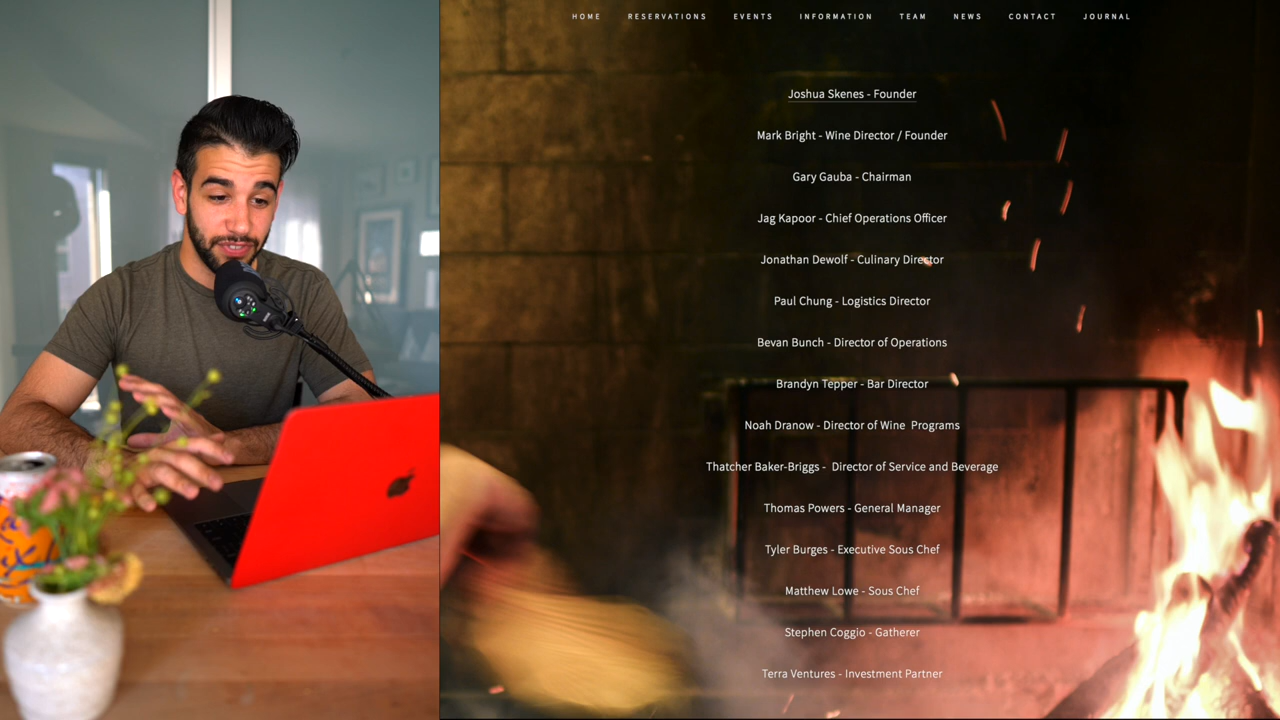 HOME RESERVATIONS EVENTS INFORMATION TEAM NEWS CONTACT JOURNAL
Joshua Skenes - Founder
Mark Bright - Wine Director / Founder
Gary Gauba - Chairman
Jag Kapoor - Chief Operations Officer
Jonathan Dewolf - Culinary Director
Paul Chung - Logistics Director
Bevan Bunch - Director of Operations
Brandyn Tepper - Bar Director
Noah Dranow - Director of Wine Programs
Thatcher Baker-Briggs - Director of Service and Beverage
Thomas Powers - General Manager
Tyler Burges - Executive Sous Chef
Matthew Lowe - Sous Chef
Stephen Coggio - Gatherer
Terra Ventures - Investment Partner